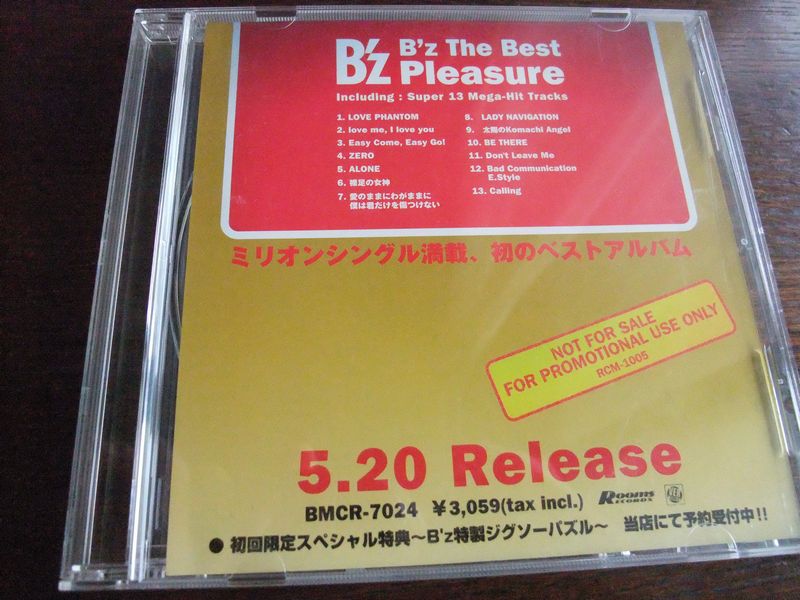 B'z
B'z The Best
Pleasure
Including : Super 13 Mega-Hit Tracks
1. LOVE PHANTOM
2. love me, I love you
3. Easy Come, Easy Go!
4. ZERO
5. ALONE
6. 裸足の女神
7. 愛のままにわがままに
僕は君だけを傷つけない
8. LADY NAVIGATION
9. 太陽のKomachi Angel
10. BE THERE
11. Don't Leave Me
12. Bad Communication
E.Style
13. Calling
ミリオンシングル満載、初のベストアルバム
NOT FOR SALE
FOR PROMOTIONAL USE ONLY
RCM-1005
5.20 Release
BMCR-7024 ￥3,059(tax incl.) Rooms RECORDS
●初回限定スペシャル特典〜B'z特製ジグソーパズル〜 当店にて予約受付中!!